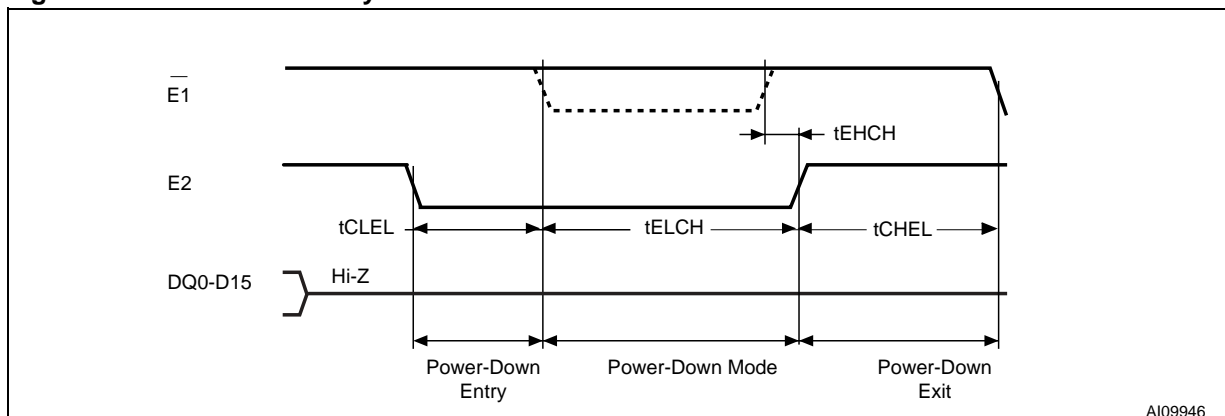 E1
tEHCH
E2
tCLEL
tELCH
tCHEL
DQ0-D15
Hi-Z
Power-Down
Entry
Power-Down Mode
Power-Down
Exit
AI09946